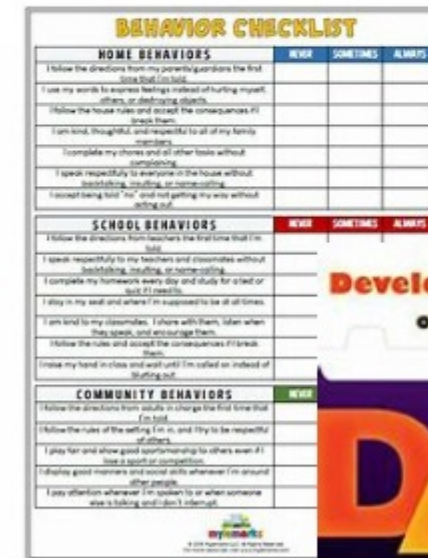 BEHAVIOR CHECKLIST
HOME BEHAVIORS NEVER SOMETIMES ALWAYS
I follow the directions from my parents/guardians the first
time that I'm told.
I use my words to express feelings instead of hurting myself,
others, or destroying objects.
I follow the house rules and accept the consequences if I
break them.
I am kind, thoughtful, and respectful to all of my family
members.
I complete my chores and all other tasks without
complaining.
I speak respectfully to everyone in the house without
backtalking, insulting, or name-calling.
I accept being told "no" and not getting my way without
acting out.
SCHOOL BEHAVIORS NEVER SOMETIMES ALWAYS
I follow the directions from teachers the first time that I'm
told.
I speak respectfully to my teachers and classmates without
backtalking, insulting, or name-calling.
I complete my homework every day and study for a test or
quiz if I need to.
I stay in my seat and where I'm supposed to be at all times.
I am kind to my classmates. I share with them, listen when
they speak, and encourage them.
I follow the rules and accept the consequences if I break
them.
I raise my hand in class and wait until I'm called on instead of
blurting out.
COMMUNITY BEHAVIORS NEVER
I follow the directions from adults in charge the first time that
I'm told.
I follow the rules of the setting I'm in, and I try to be respectful
of others.
I play fair and show good sportsmanship to others even if I
lose a sport or competition.
I display good manners and social skills whenever I'm around
other people.
I pay attention whenever I'm spoken to or when someone
else is talking and I don't interrupt.
mylemarks
Develo
D